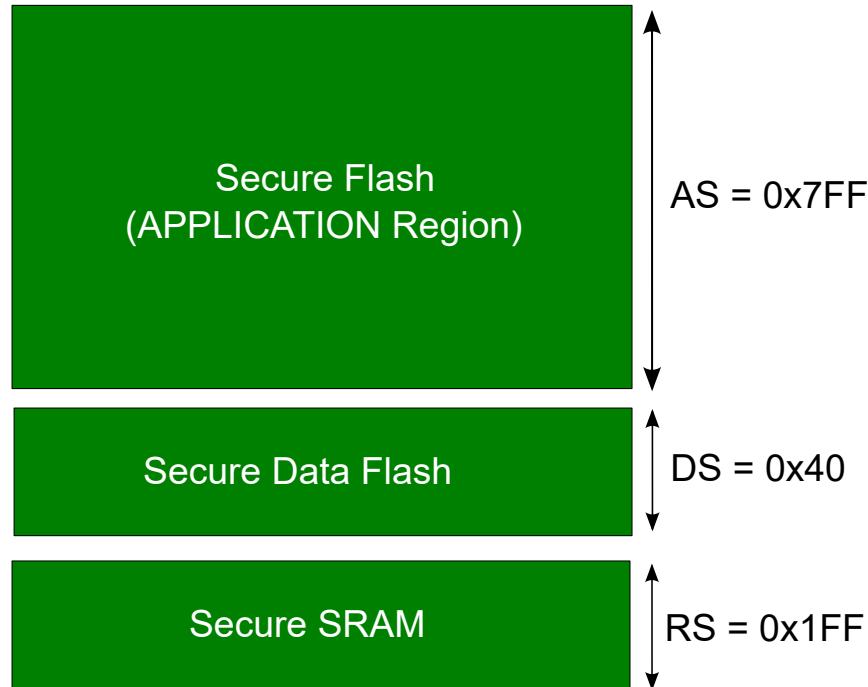 Secure Flash
(APPLICATION Region)
AS = 0x7FF
Secure Data Flash
DS = 0x40
Secure SRAM
RS = 0x1FF